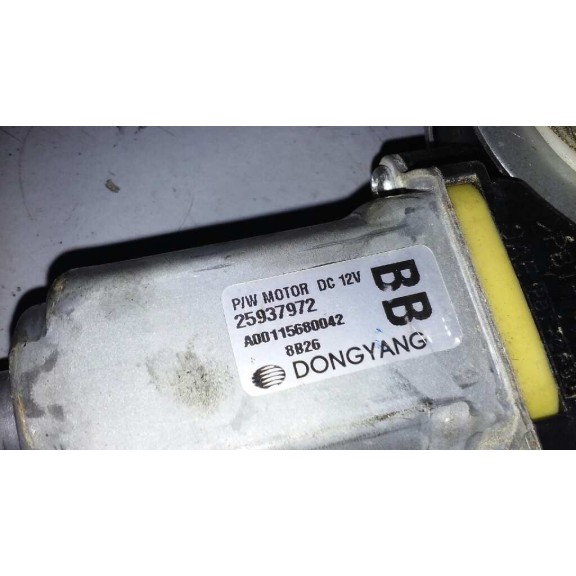 P/W MOTOR DC 12V
25937972
A00115680042
8B26
DONGYANG
BB